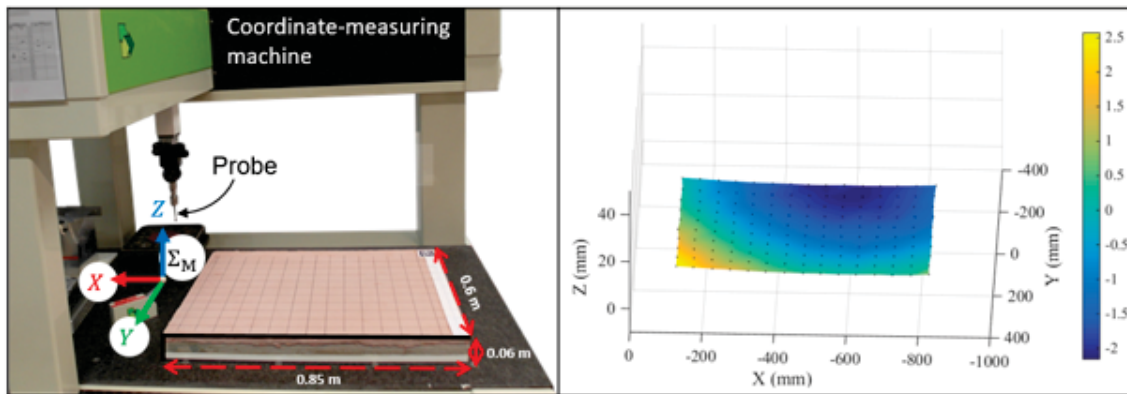 Coordinate-measuring
machine
Probe
Z
Σ_M
X
Y
0.6 m
0.06 m
0.85 m
Z (mm)
40
20
0
0
-200
-400
-600
-800
-1000
X (mm)
-400
-200
0
200
400
Y (mm)
2.5
2
1.5
1
0.5
0
-0.5
-1
-1.5
-2